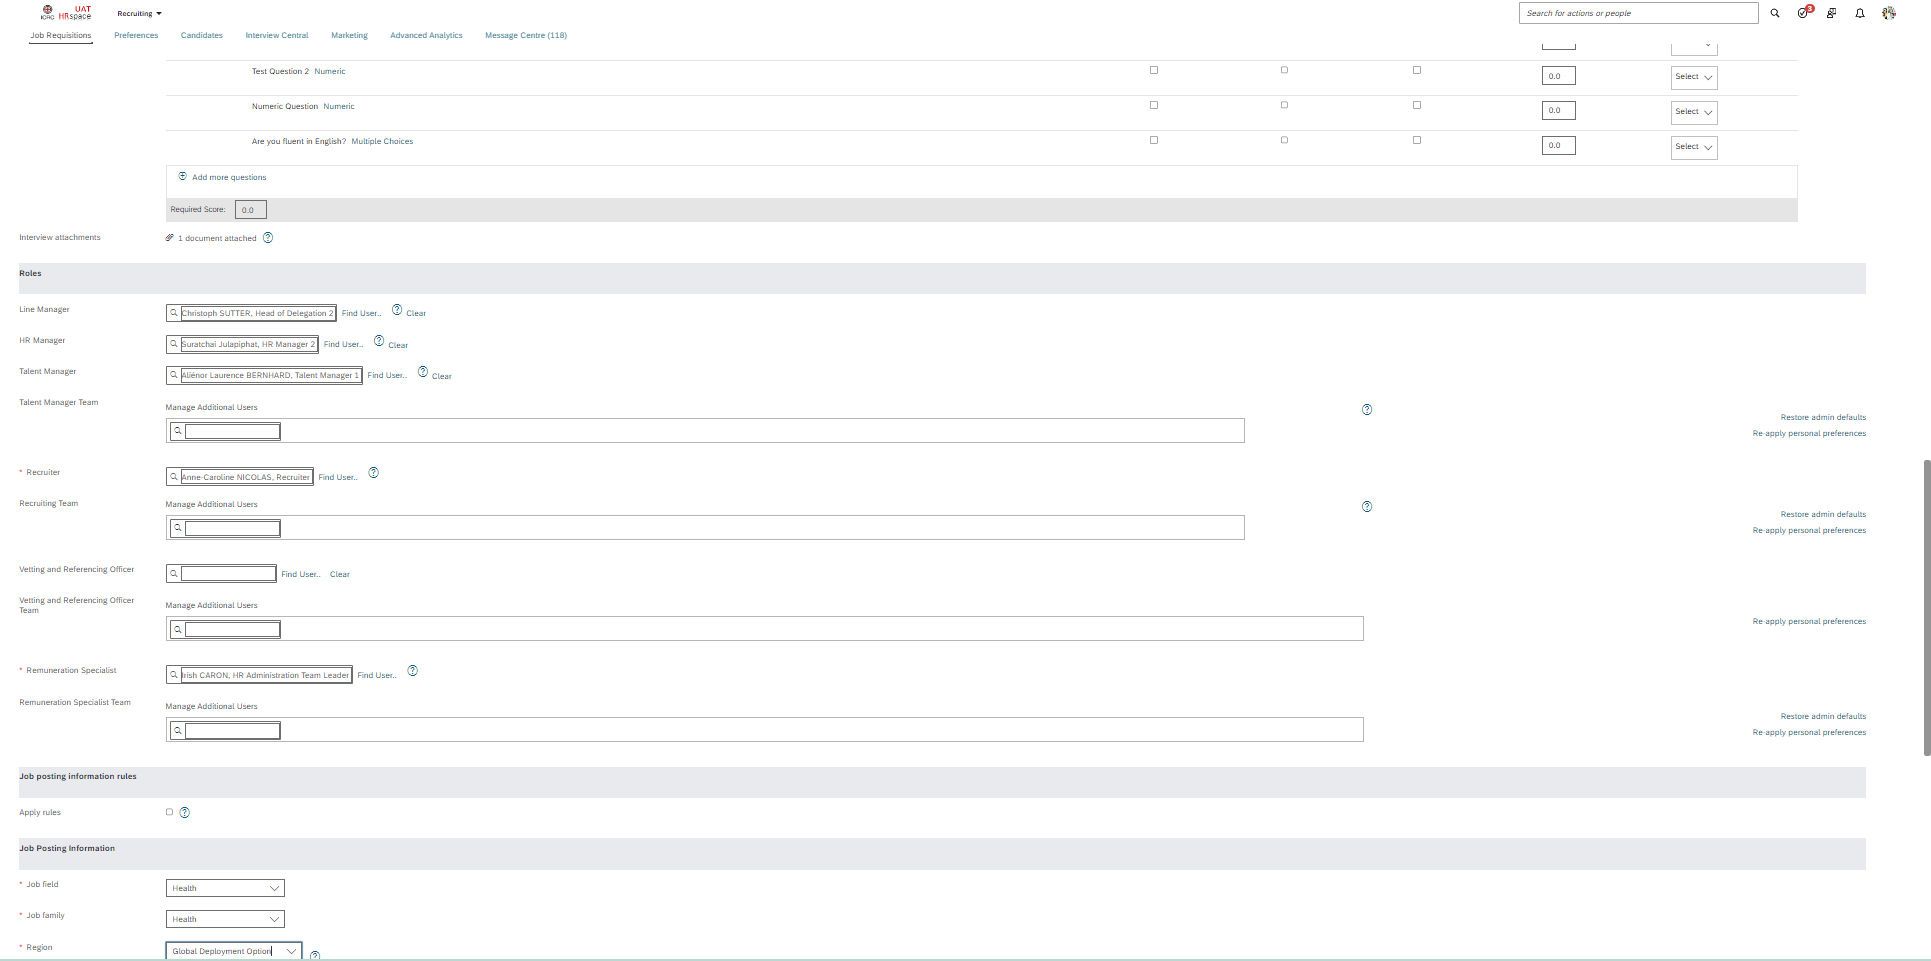 ICRC UAT HRspace Recruiting Search for actions or people 3
Job Requisitions Preferences Candidates Interview Central Marketing Advanced Analytics Message Centre (118)
Test Question 2 Numeric 0.0 Select
Numeric Question Numeric 0.0 Select
Are you fluent in English? Multiple Choices 0.0 Select
Add more questions
Required Score: 0.0
Interview attachments 1 document attached ?
Roles
Line Manager Christoph SUTTER, Head of Delegation 2 Find User.. ? Clear
HR Manager Suratchai Julapiphat, HR Manager 2 Find User.. ? Clear
Talent Manager Aliénor Laurence BERNHARD, Talent Manager 1 Find User.. ? Clear
Talent Manager Team Manage Additional Users ?
Restore admin defaults
Re-apply personal preferences
* Recruiter Anne-Caroline NICOLAS, Recruiter Find User.. ?
Recruiting Team Manage Additional Users ?
Restore admin defaults
Re-apply personal preferences
Vetting and Referencing Officer Find User.. Clear
Vetting and Referencing Officer
Team
Manage Additional Users
Re-apply personal preferences
* Remuneration Specialist Irish CARON, HR Administration Team Leader Find User.. ?
Remuneration Specialist Team Manage Additional Users
Restore admin defaults
Re-apply personal preferences
Job posting information rules
Apply rules ?
Job Posting Information
* Job field Health
* Job family Health
* Region Global Deployment Option ?